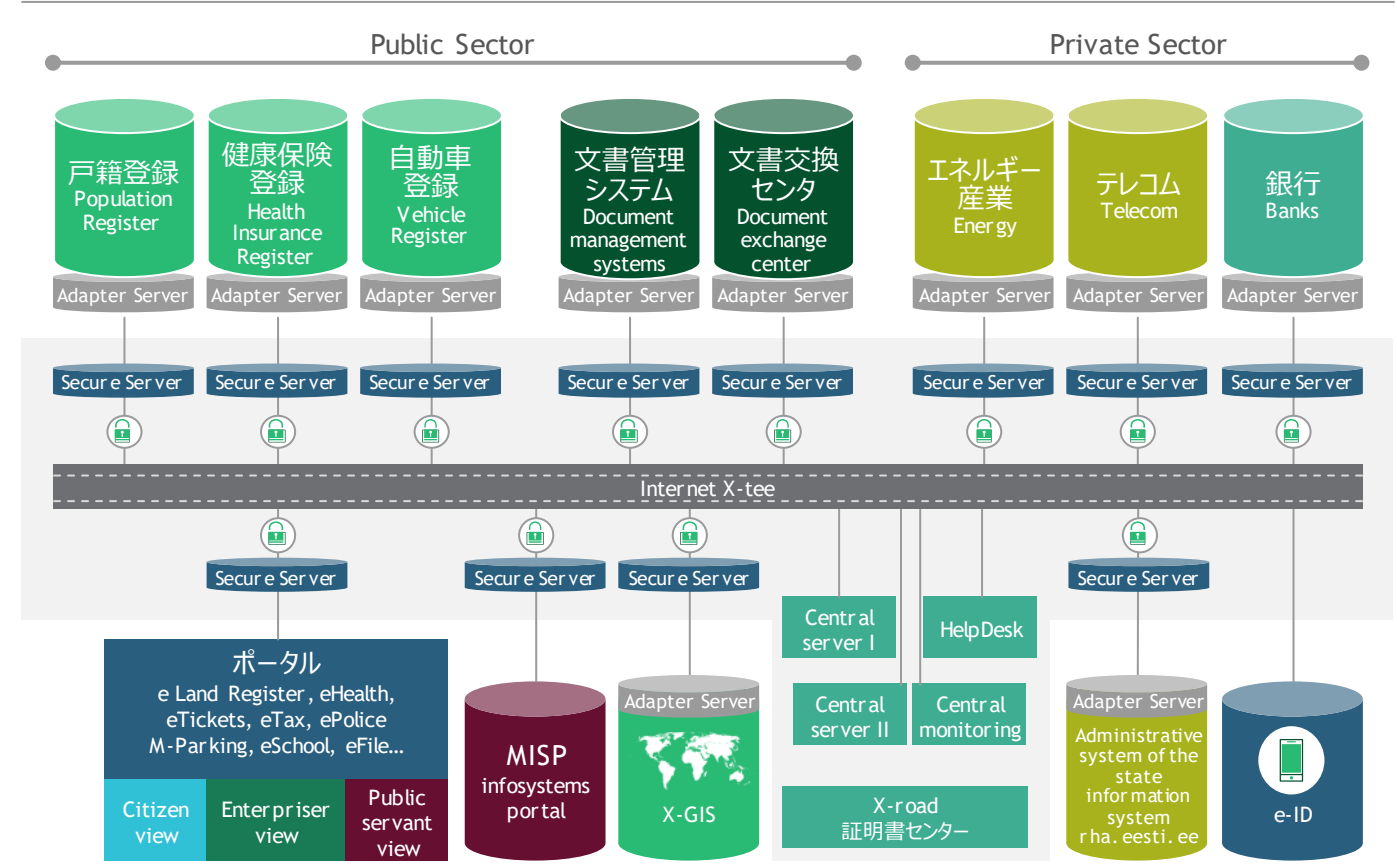 Public Sector
Private Sector
戸籍登録
Population
Register
健康保険
登録
Health
Insurance
Register
自動車
登録
Vehicle
Register
文書管理
システム
Document
management
systems
文書交換
センタ
Document
exchange
center
エネルギー
産業
Energy
テレコム
Telecom
銀行
Banks
Adapter Server
Adapter Server
Adapter Server
Adapter Server
Adapter Server
Adapter Server
Adapter Server
Adapter Server
Secure Server
Secure Server
Secure Server
Secure Server
Secure Server
Secure Server
Secure Server
Secure Server
Internet X-tee
Secure Server
Secure Server
Secure Server
Secure Server
ポータル
e Land Register, eHealth,
eTickets, eTax, ePolice
M-Parking, eSchool, eFile...
Citizen
view
Enterpriser
view
Public
servant
view
MISP
infosystems
portal
Adapter Server
X-GIS
Central
server I
HelpDesk
Central
server II
Central
monitoring
X-road
証明書センター
Adapter Server
Administrative
system of the
state
information
system
rha.eesti.ee
e-ID